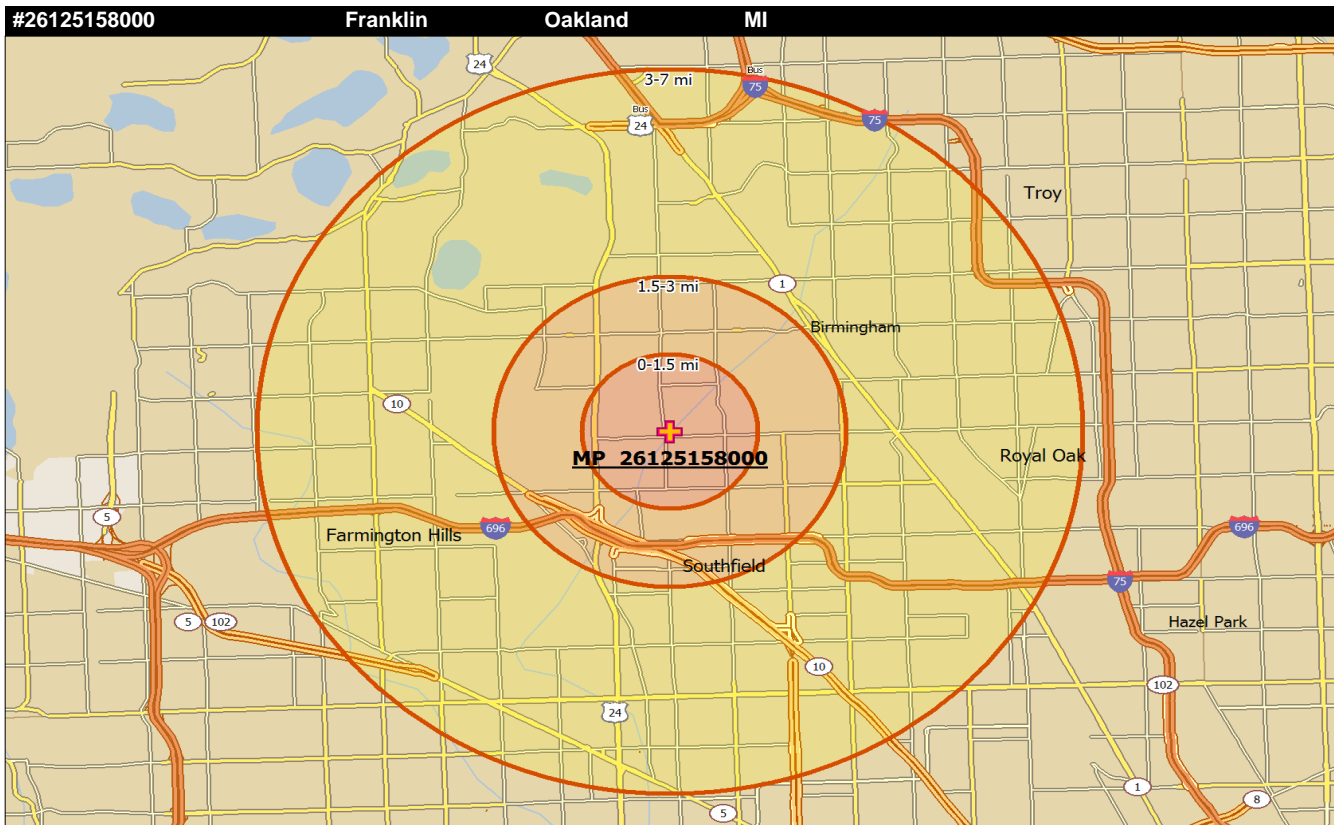 #26125158000 Franklin Oakland MI
24
3-7 mi
Bus
75
Bus
24
75
Troy
1.5-3 mi
1
Birmingham
0-1.5 mi
10
MP 26125158000
Royal Oak
5
Farmington Hills
696
696
Southfield
75
5
102
Hazel Park
10
102
24
1
8
5